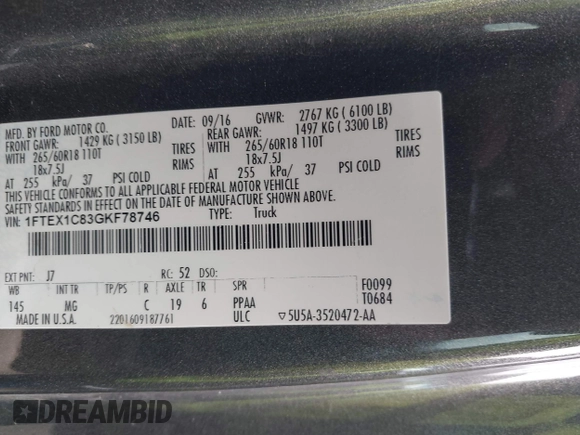 MFD. BY FORD MOTOR CO.
DATE: 09/16 GVWR: 2767 KG ( 6100 LB)
FRONT GAWR: 1429 KG ( 3150 LB)
REAR GAWR: 1497 KG ( 3300 LB)
WITH 265/60R18 110T TIRES
WITH 265/60R18 110T TIRES
18x7.5J RIMS
18x7.5J RIMS
AT 255 kPa/ 37 PSI COLD
AT 255 kPa/ 37 PSI COLD
THIS VEHICLE CONFORMS TO ALL APPLICABLE FEDERAL MOTOR VEHICLE
SAFETY STANDARDS IN EFFECT ON THE DATE OF MANUFACTURE SHOWN ABOVE.
VIN: 1FTEX1C83GKF78746 TYPE: Truck
EXT PNT: J7 RC: 52 DSO:
WB INT TR TP/PS R AXLE TR SPR F0099
145 MG C 19 6 PPAA T0684
MADE IN U.S.A. 2201609187761 ULC ▽5U5A-3520472-AA
DREAMBID